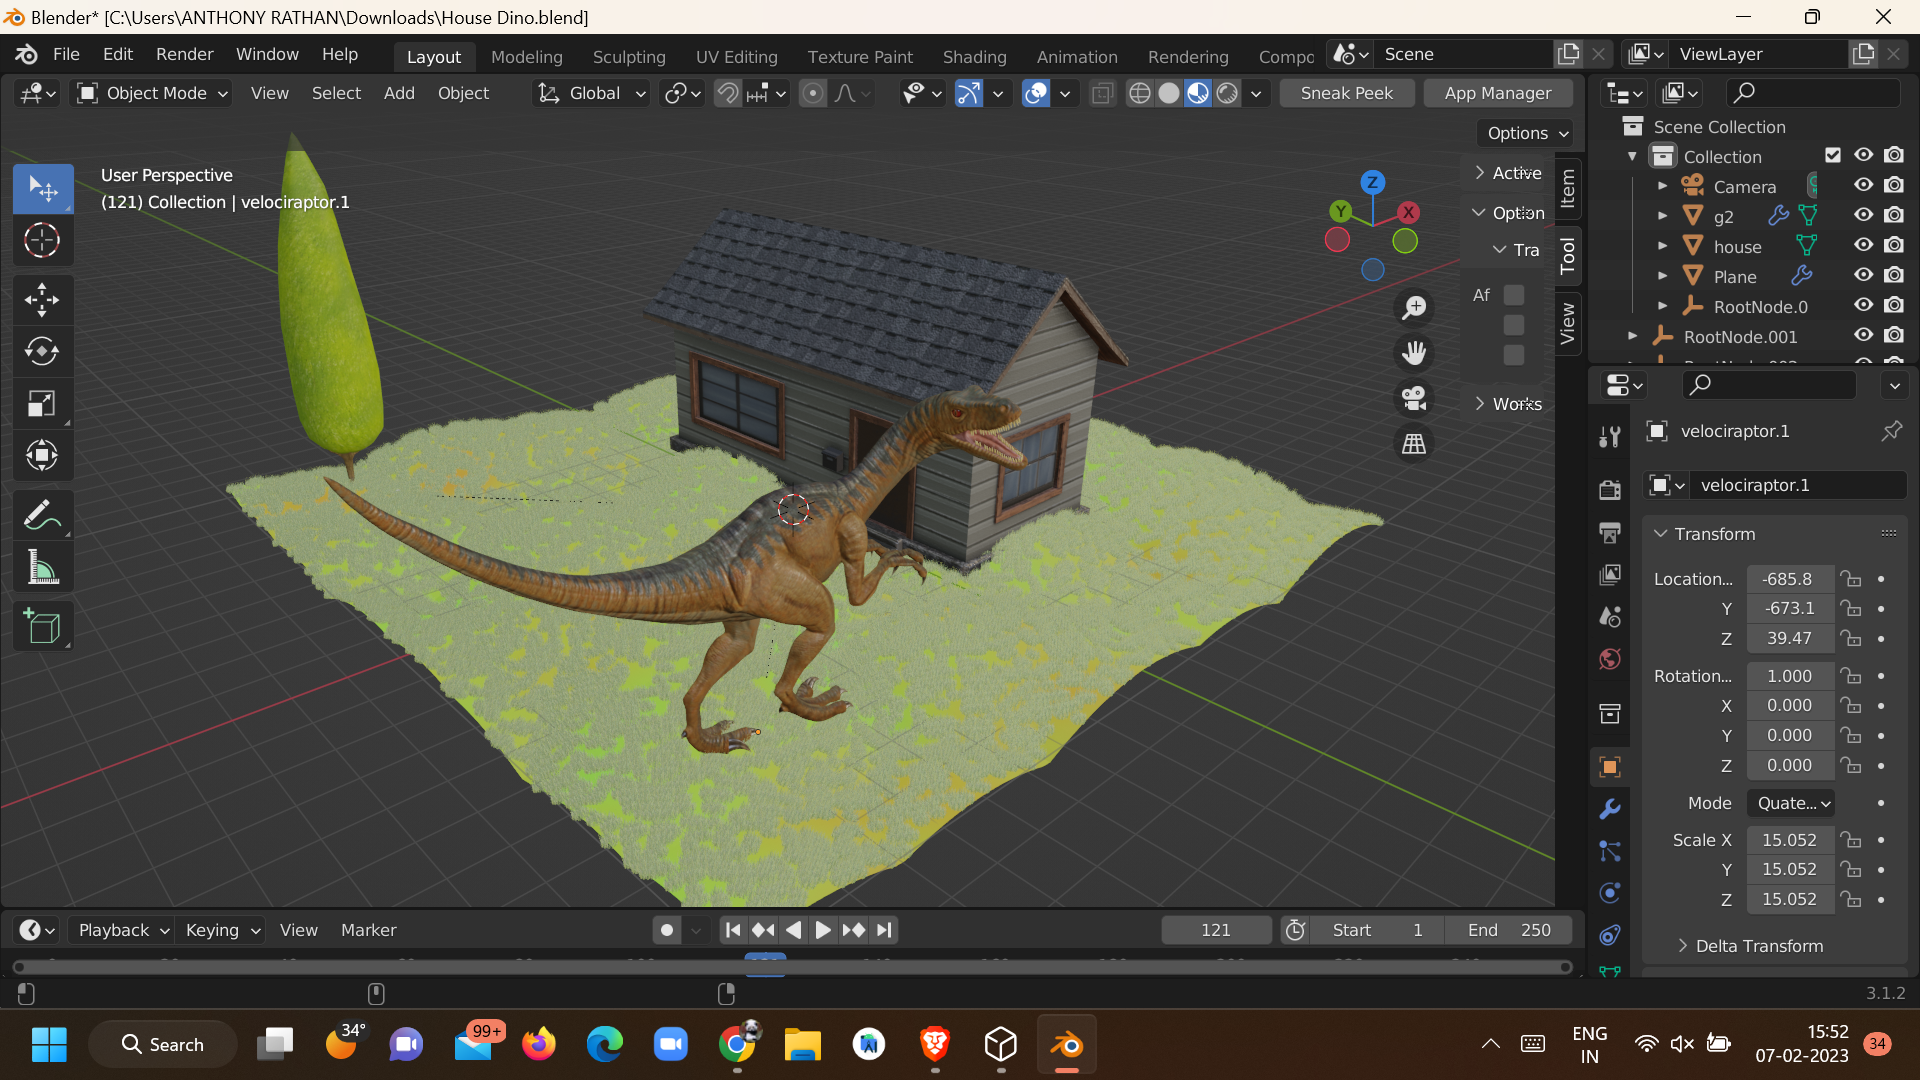 Blender* [C:\Users\ANTHONY RATHAN\Downloads\House Dino.blend]
File Edit Render Window Help Layout Modeling Sculpting UV Editing Texture Paint Shading Animation Rendering Compo Scene ViewLayer
Object Mode View Select Add Object Global Sneak Peek App Manager
Options
Scene Collection
Collection
Camera
g2
house
Plane
RootNode.0
RootNode.001
User Perspective
(121) Collection | velociraptor.1
Z
Y X
Active
Option
Tra
Af
Works
Item
Tool
View
velociraptor.1
velociraptor.1
Transform
Location... -685.8
Y -673.1
Z 39.47
Rotation... 1.000
X 0.000
Y 0.000
Z 0.000
Mode Quate...
Scale X 15.052
Y 15.052
Z 15.052
Delta Transform
Playback Keying View Marker 121 Start 1 End 250
3.1.2
Search 34° 99+ ENG IN 15:52 07-02-2023 34